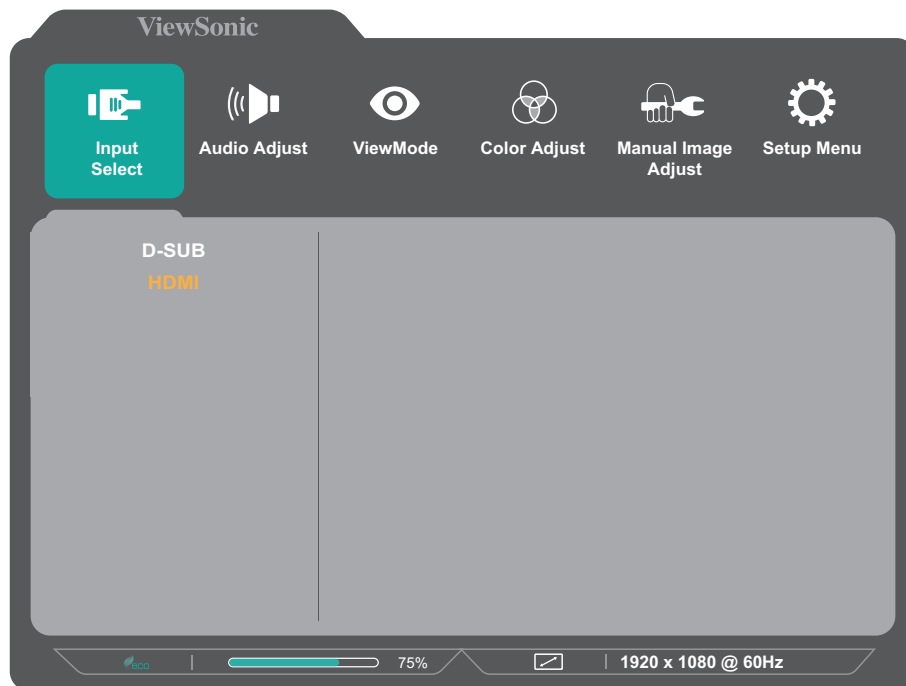 ViewSonic
Input Select
Audio Adjust
ViewMode
Color Adjust
Manual Image Adjust
Setup Menu
D-SUB
HDMI
ECO
75%
1920 x 1080 @ 60Hz